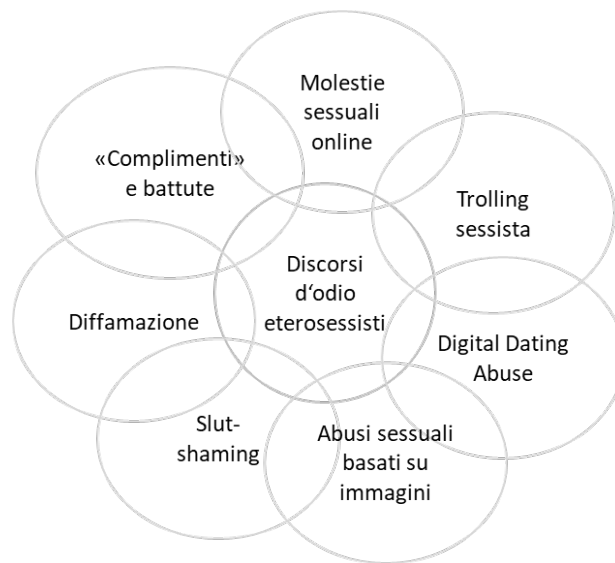 Molestie
sessuali
online
«Complimenti»
e battute
Trolling
sessista
Discorsi
d‘odio
eterosessisti
Diffamazione
Digital Dating
Abuse
Slut-
shaming
Abusi sessuali
basati su
immagini